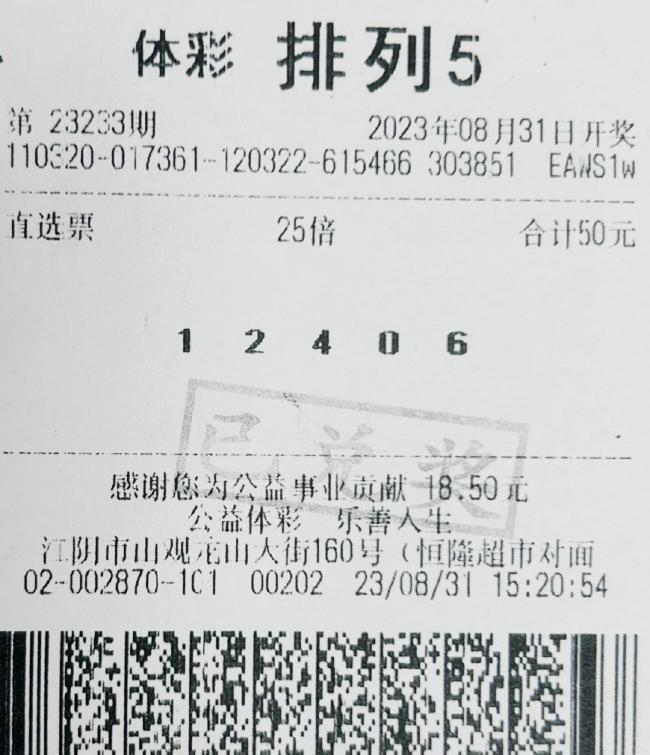 体彩 排列5
第 23233期 2023年08月31日开奖
110320-017361-120322-615466 303851 EAWS1w
直选票 25倍 合计50元
1 2 4 0 6
已兑奖
感谢您为公益事业贡献 18.50元
公益体彩 乐善人生
江阴市山观花山大街160号（恒隆超市对面
02-002870-101 00202 23/08/31 15:20:54